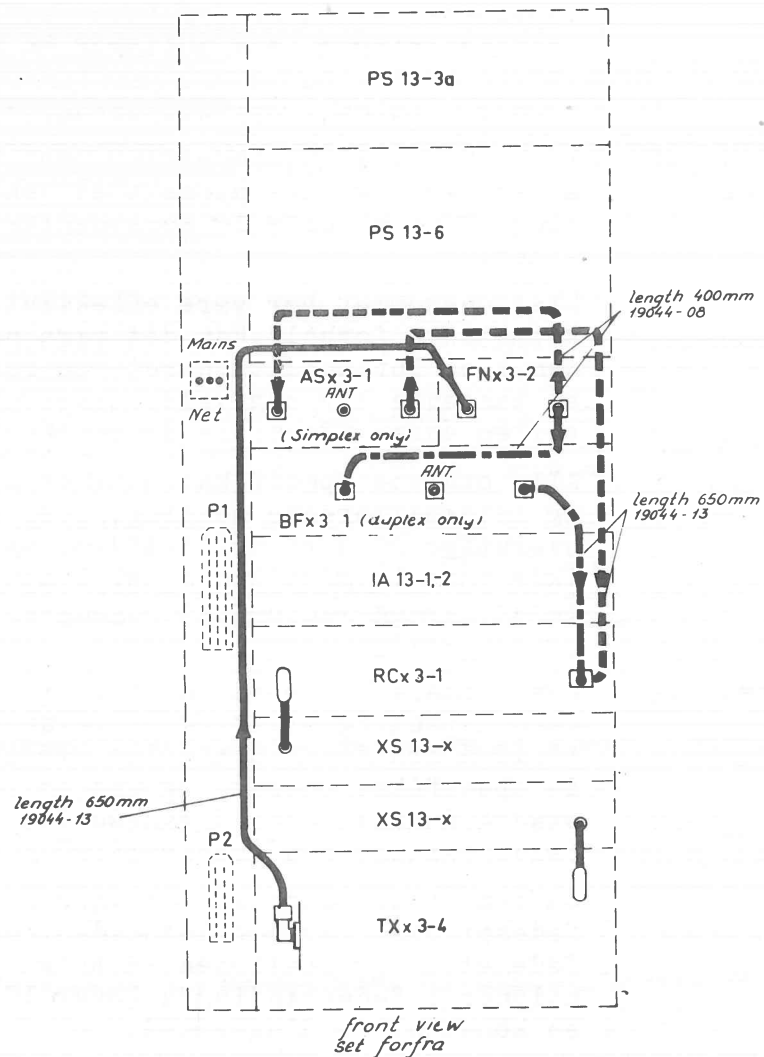 PS 13-3a
PS 13-6
length 400mm
19044-08
Mains
Net
ASx 3-1
FNx 3-2
ANT
(Simplex only)
ANT.
BFx 3 1 (duplex only)
length 650mm
19044-13
P1
IA 13-1,-2
RCx 3-1
XS 13-x
length 650mm
19044-13
XS 13-x
P2
TXx 3-4
front view
set forfra